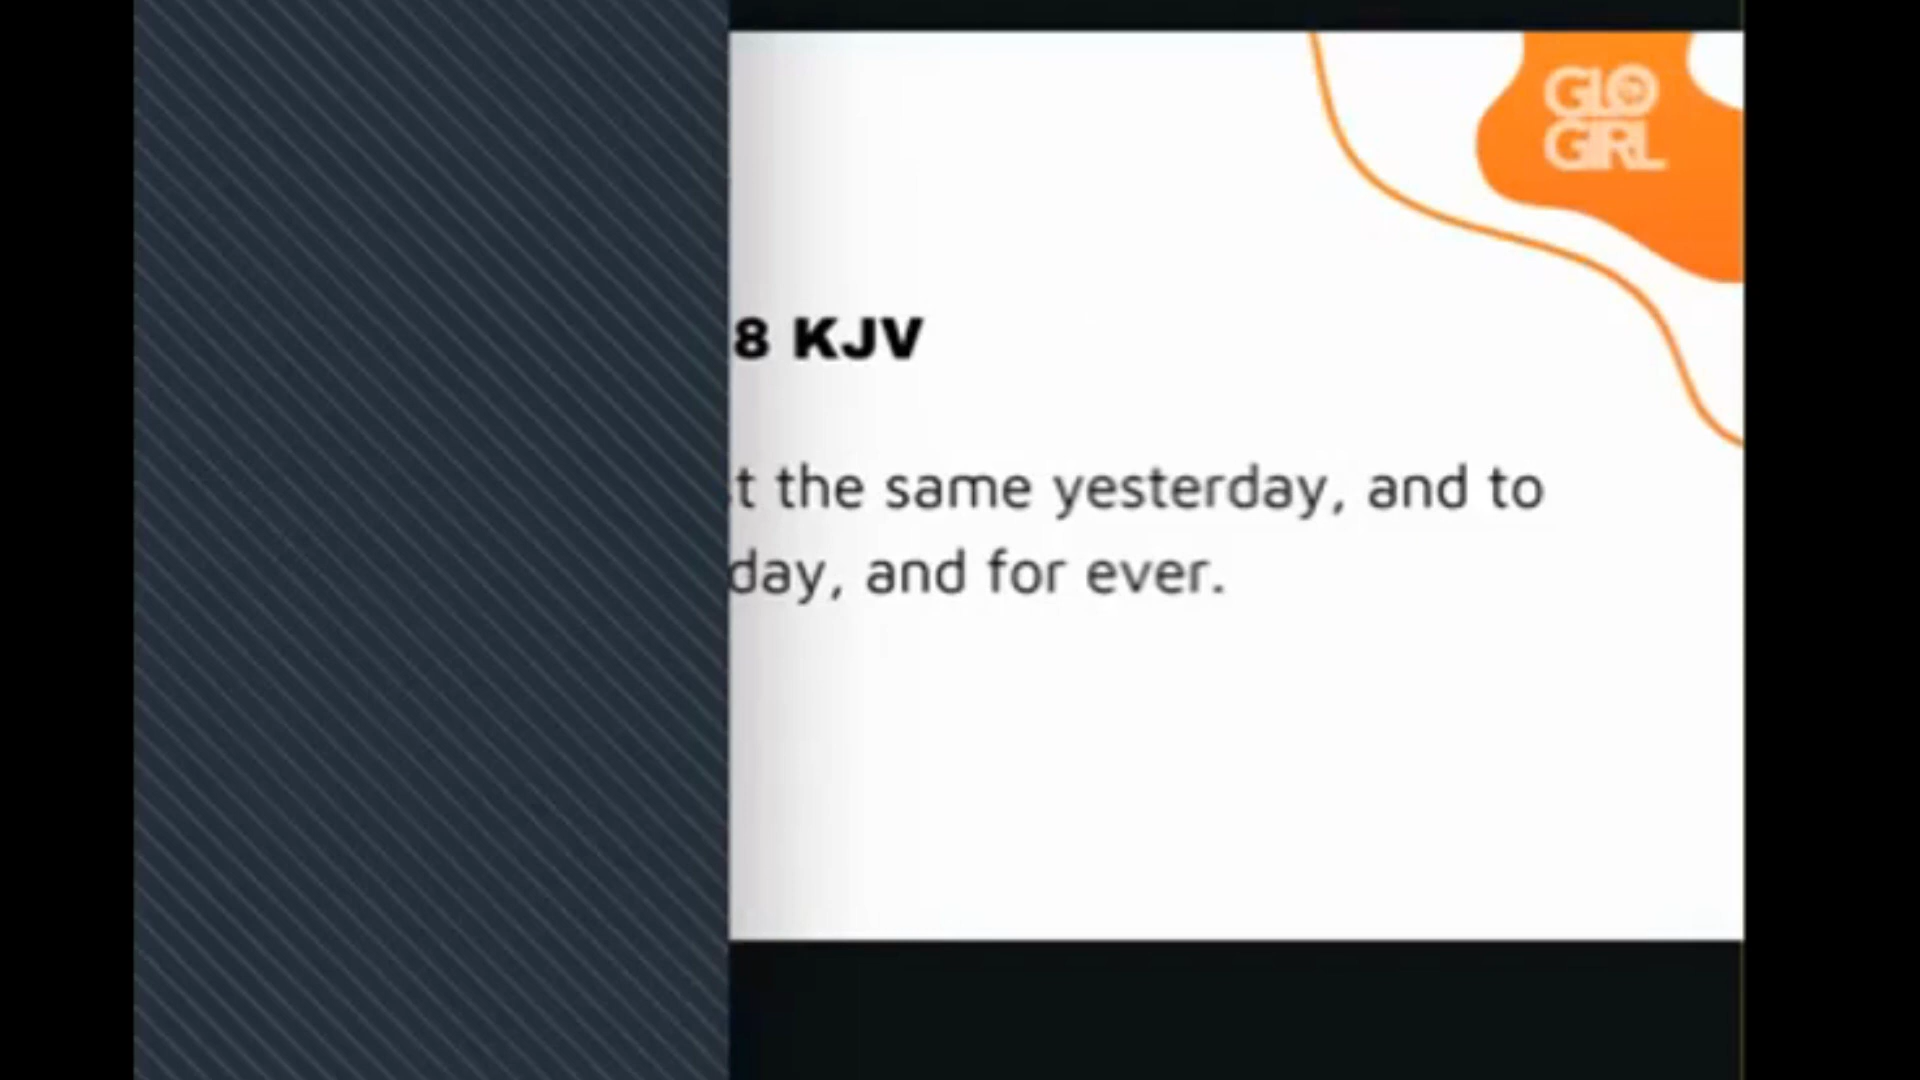 GLO
GIRL
8 KJV
t the same yesterday, and to
day, and for ever.